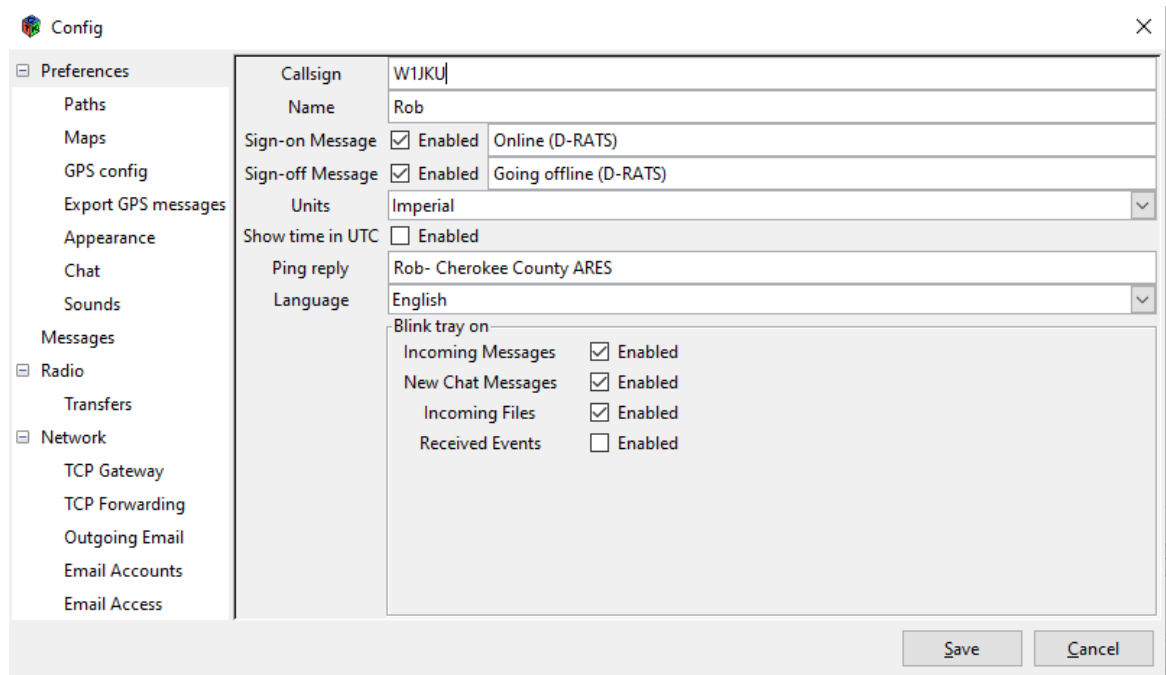 Config
Preferences
Paths
Maps
GPS config
Export GPS messages
Appearance
Chat
Sounds
Messages
Radio
Transfers
Network
TCP Gateway
TCP Forwarding
Outgoing Email
Email Accounts
Email Access
Callsign W1JKU
Name Rob
Sign-on Message Enabled Online (D-RATS)
Sign-off Message Enabled Going offline (D-RATS)
Units Imperial
Show time in UTC Enabled
Ping reply Rob- Cherokee County ARES
Language English
Blink tray on
Incoming Messages Enabled
New Chat Messages Enabled
Incoming Files Enabled
Received Events Enabled
Save Cancel